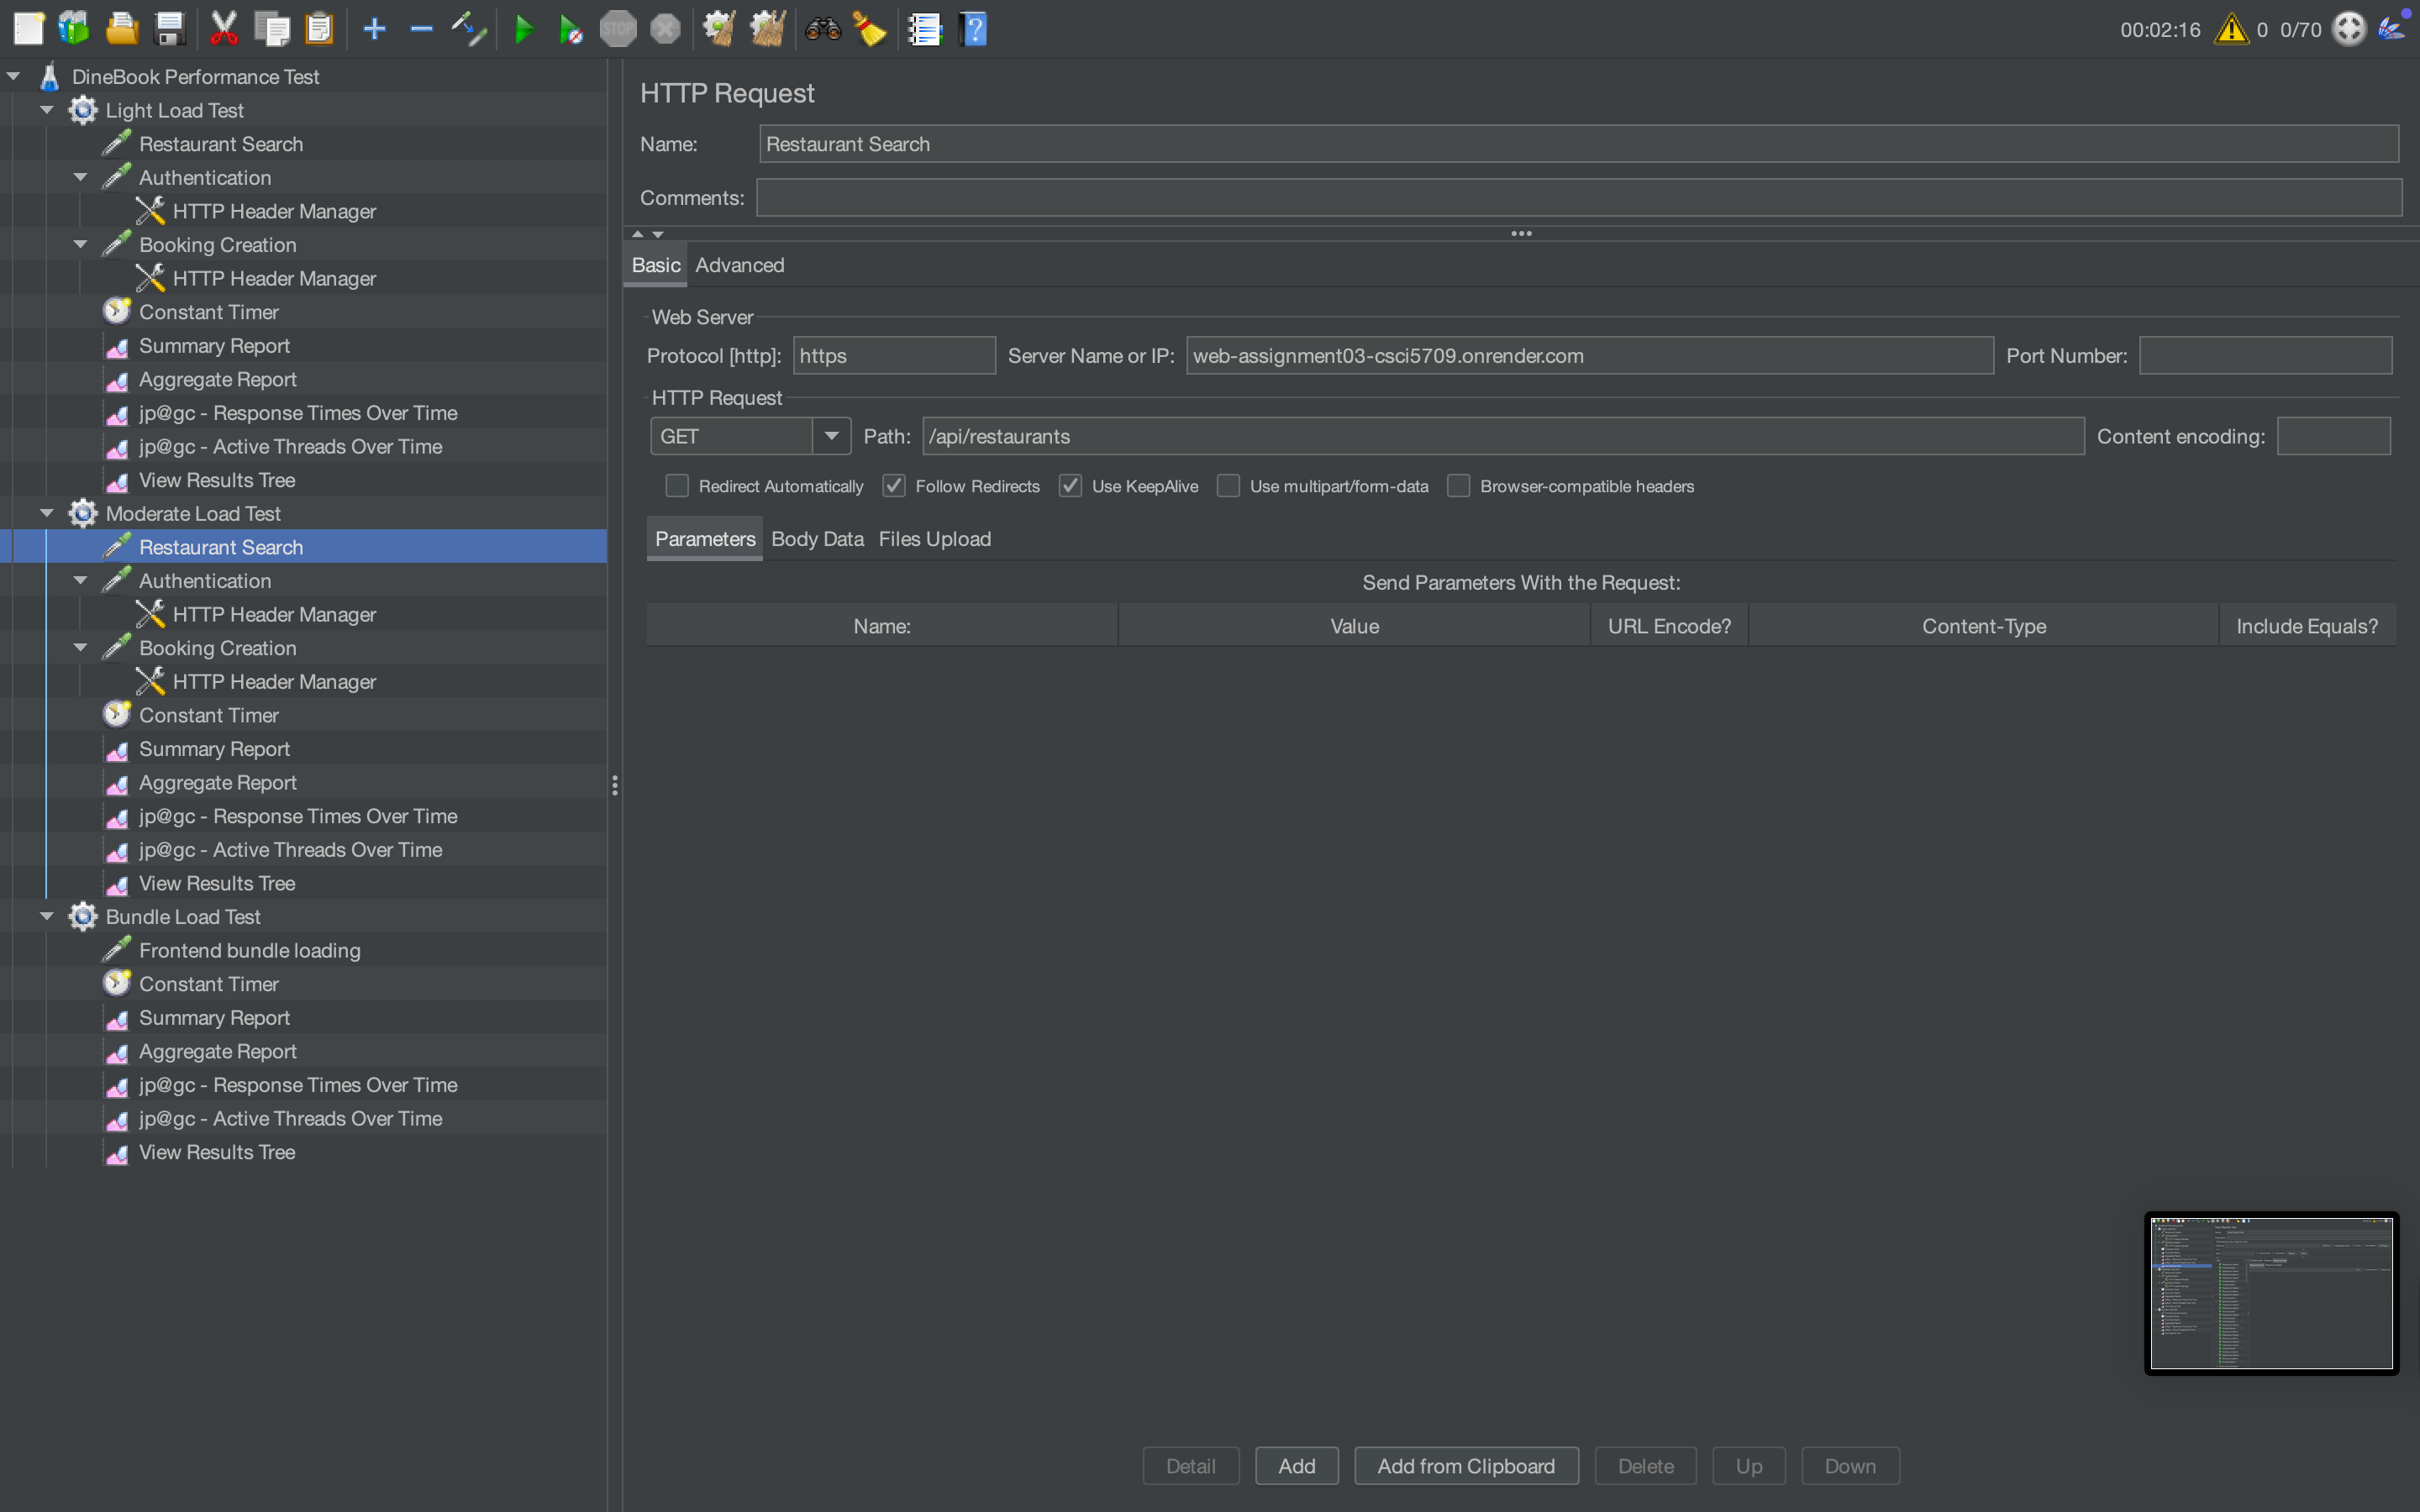 STOP
00:02:16 0 0/70
DineBook Performance Test
Light Load Test
Restaurant Search
Authentication
HTTP Header Manager
Booking Creation
HTTP Header Manager
Constant Timer
Summary Report
Aggregate Report
jp@gc - Response Times Over Time
jp@gc - Active Threads Over Time
View Results Tree
Moderate Load Test
Restaurant Search
Authentication
HTTP Header Manager
Booking Creation
HTTP Header Manager
Constant Timer
Summary Report
Aggregate Report
jp@gc - Response Times Over Time
jp@gc - Active Threads Over Time
View Results Tree
Bundle Load Test
Frontend bundle loading
Constant Timer
Summary Report
Aggregate Report
jp@gc - Response Times Over Time
jp@gc - Active Threads Over Time
View Results Tree
HTTP Request
Name: Restaurant Search
Comments:
Basic Advanced
Web Server
Protocol [http]: https Server Name or IP: web-assignment03-csci5709.onrender.com Port Number:
HTTP Request
GET Path: /api/restaurants Content encoding:
Redirect Automatically Follow Redirects Use KeepAlive Use multipart/form-data Browser-compatible headers
Parameters Body Data Files Upload
Send Parameters With the Request:
Name: Value URL Encode? Content-Type Include Equals?
Detail Add Add from Clipboard Delete Up Down